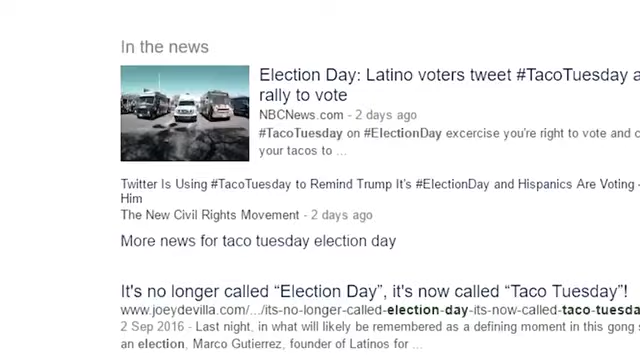 In the news
Election Day: Latino voters tweet #TacoTuesday a
rally to vote
NBCNews.com - 2 days ago
#TacoTuesday on #ElectionDay excercise you're right to vote and c
your tacos to ...
Twitter Is Using #TacoTuesday to Remind Trump It's #ElectionDay and Hispanics Are Voting -
Him
The New Civil Rights Movement - 2 days ago
More news for taco tuesday election day
It's no longer called “Election Day”, it's now called “Taco Tuesday”!
www.joeydevilla.com/.../its-no-longer-called-election-day-its-now-called-taco-tuesda
2 Sep 2016 - Last night, in what will likely be remembered as a defining moment in this gong s
an election, Marco Gutierrez, founder of Latinos for ...